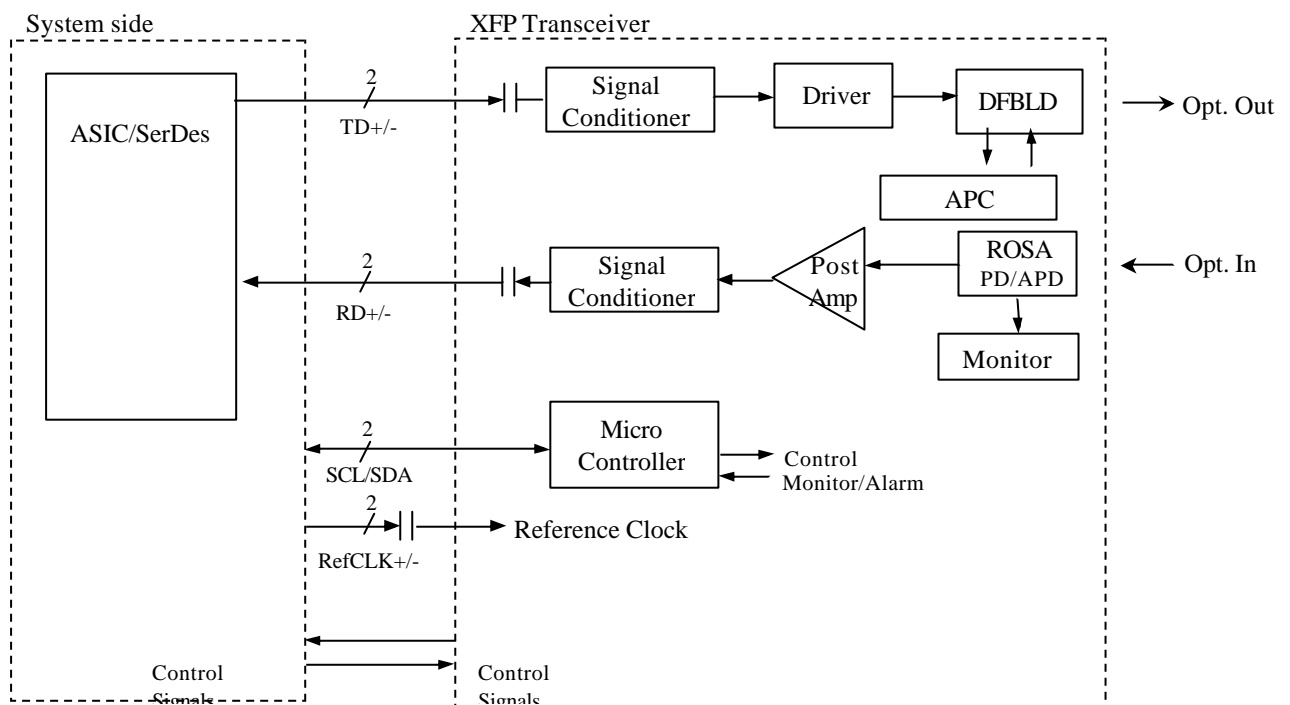 System side
XFP Transceiver
2
Signal
Conditioner
Driver
DFBLD
Opt. Out
ASIC/SerDes
TD+/-
APC
2
Signal
Conditioner
Post
Amp
ROSA
PD/APD
Opt. In
RD+/-
Monitor
2
Micro
Controller
SCL/SDA
Control
Monitor/Alarm
2
Reference Clock
RefCLK+/-
Control
Signals
Control
Signals